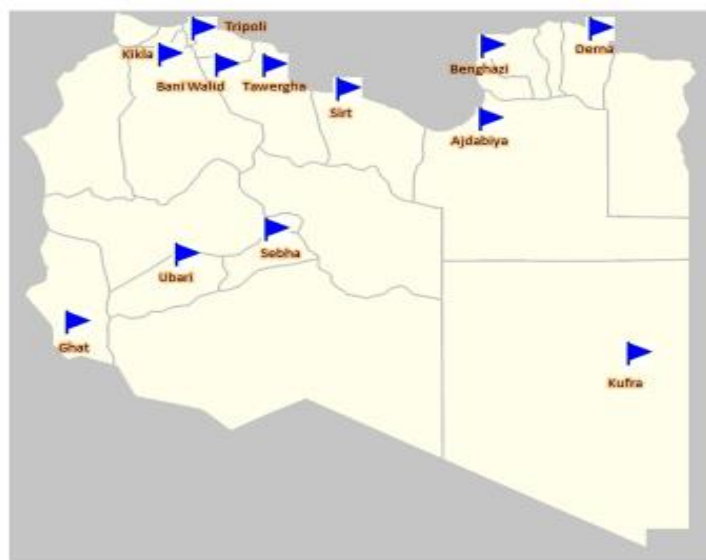 Tripoli
Kikla
Derna
Benghazi
Bani Walid
Tawergha
Sirt
Ajdabiya
Sebha
Ubari
Ghat
Kufra